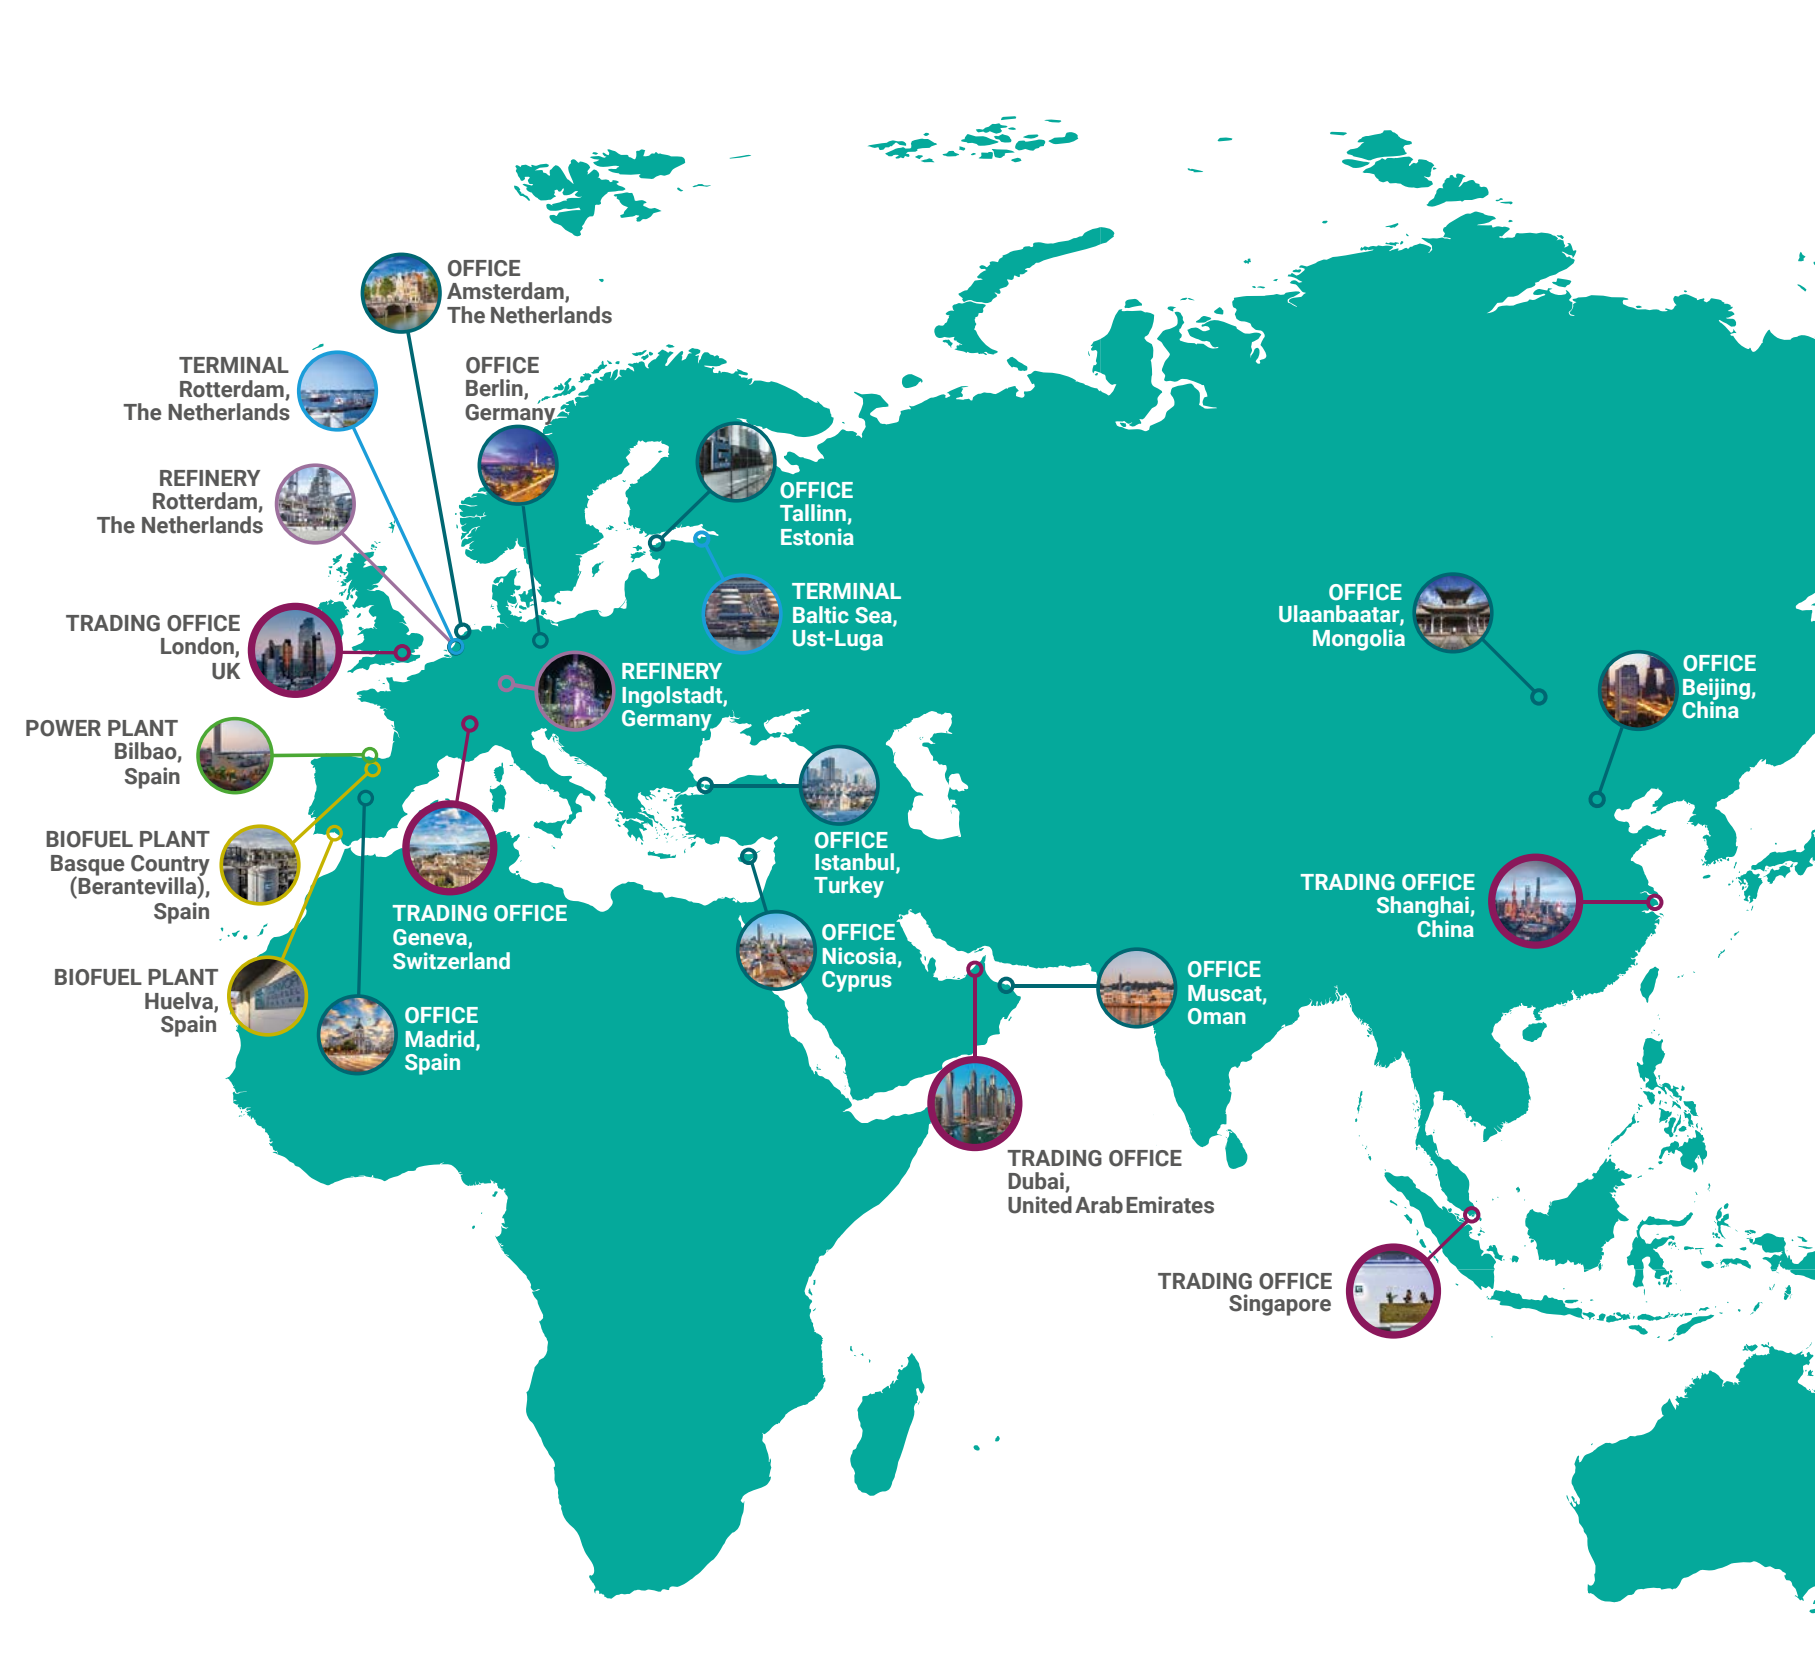 OFFICE
Amsterdam,
The Netherlands
TERMINAL
Rotterdam,
The Netherlands
OFFICE
Berlin,
Germany
REFINERY
Rotterdam,
The Netherlands
OFFICE
Tallinn,
Estonia
TERMINAL
Baltic Sea,
Ust-Luga
OFFICE
Ulaanbaatar,
Mongolia
TRADING OFFICE
London,
UK
REFINERY
Ingolstadt,
Germany
OFFICE
Beijing,
China
POWER PLANT
Bilbao,
Spain
BIOFUEL PLANT
Basque Country
(Berantevilla),
Spain
OFFICE
Istanbul,
Turkey
TRADING OFFICE
Shanghai,
China
TRADING OFFICE
Geneva,
Switzerland
OFFICE
Nicosia,
Cyprus
BIOFUEL PLANT
Huelva,
Spain
OFFICE
Muscat,
Oman
OFFICE
Madrid,
Spain
TRADING OFFICE
Dubai,
United Arab Emirates
TRADING OFFICE
Singapore